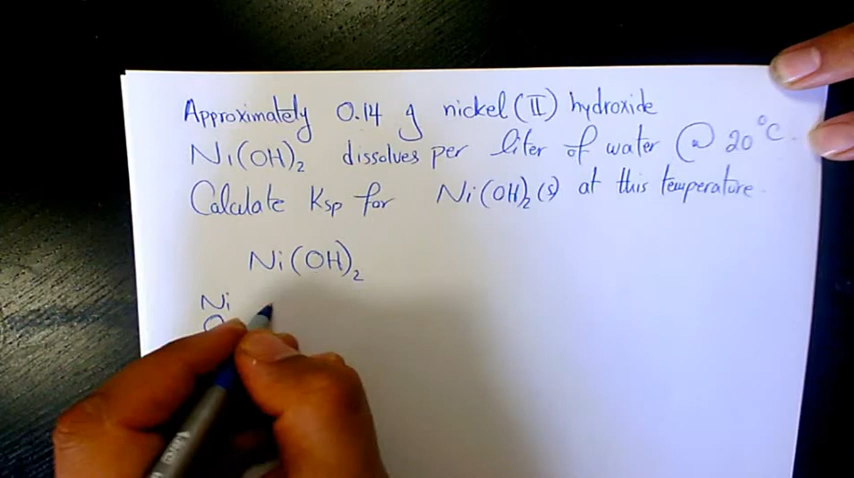 Approximately 0.14 g nickel (II) hydroxide
Ni(OH)₂ dissolves per liter of water @ 20°C.
Calculate Ksp for Ni(OH)₂(s) at this temperature.
Ni(OH)₂
Ni
O